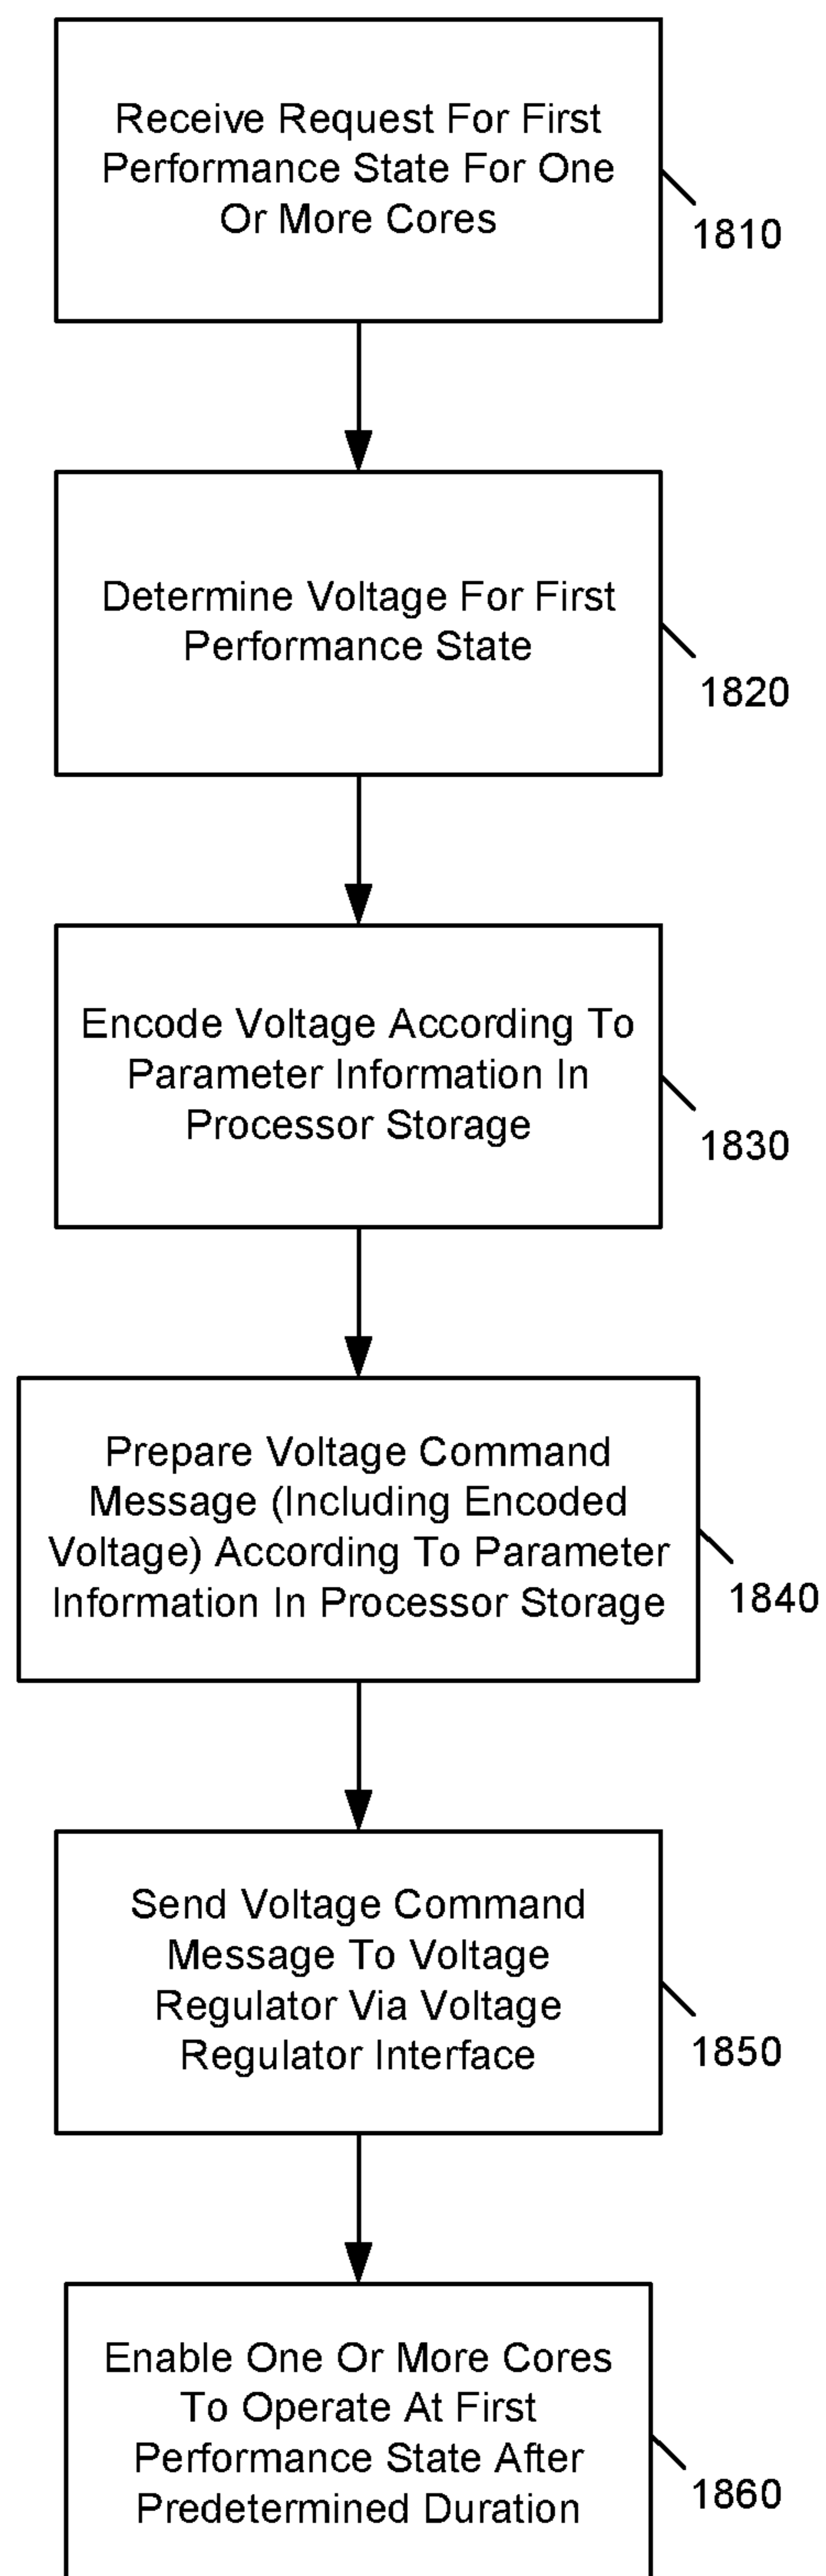 Receive Request For First
Performance State For One
Or More Cores
1810
Determine Voltage For First
Performance State
1820
Encode Voltage According To
Parameter Information In
Processor Storage
1830
Prepare Voltage Command
Message (Including Encoded
Voltage) According To Parameter
Information In Processor Storage
1840
Send Voltage Command
Message To Voltage
Regulator Via Voltage
Regulator Interface
1850
Enable One Or More Cores
To Operate At First
Performance State After
Predetermined Duration
1860